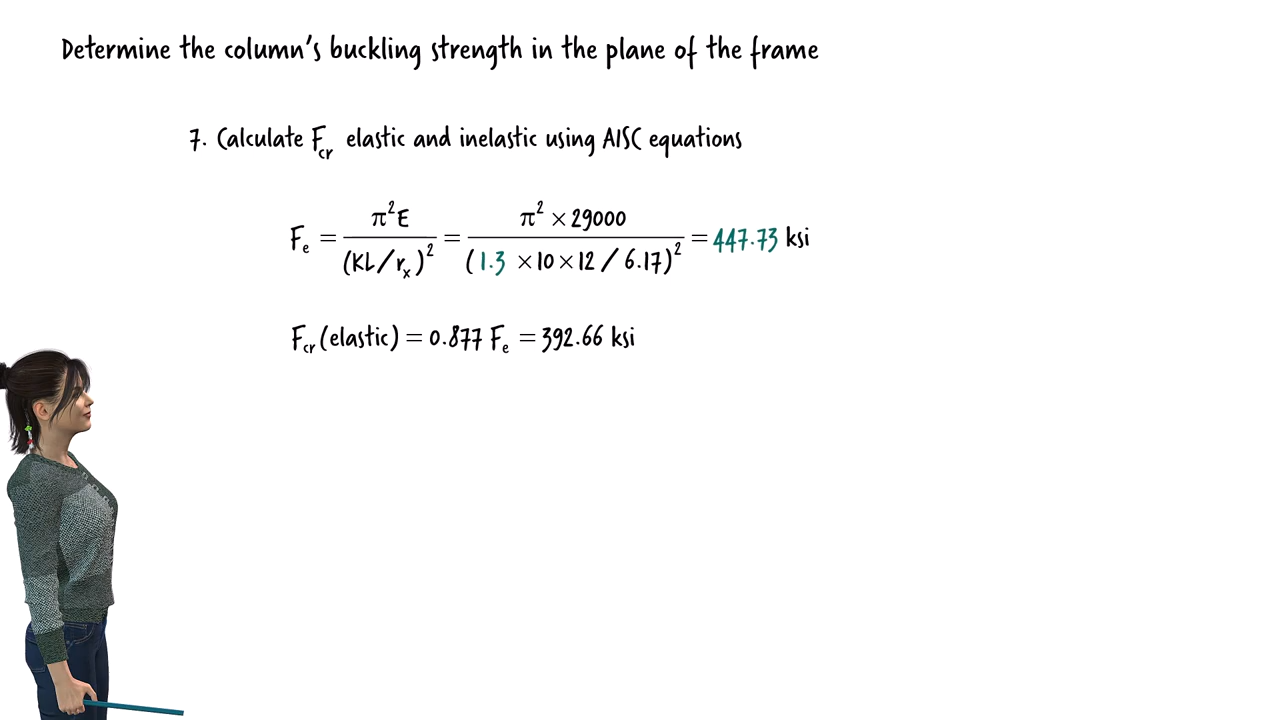 Determine the column's buckling strength in the plane of the frame
7. Calculate F_cr elastic and inelastic using AISC equations
F_e = π²E / (KL/r_x)² = π² × 29000 / (1.3 × 10 × 12 / 6.17)² = 447.73 ksi
F_cr (elastic) = 0.877 F_e = 392.66 ksi